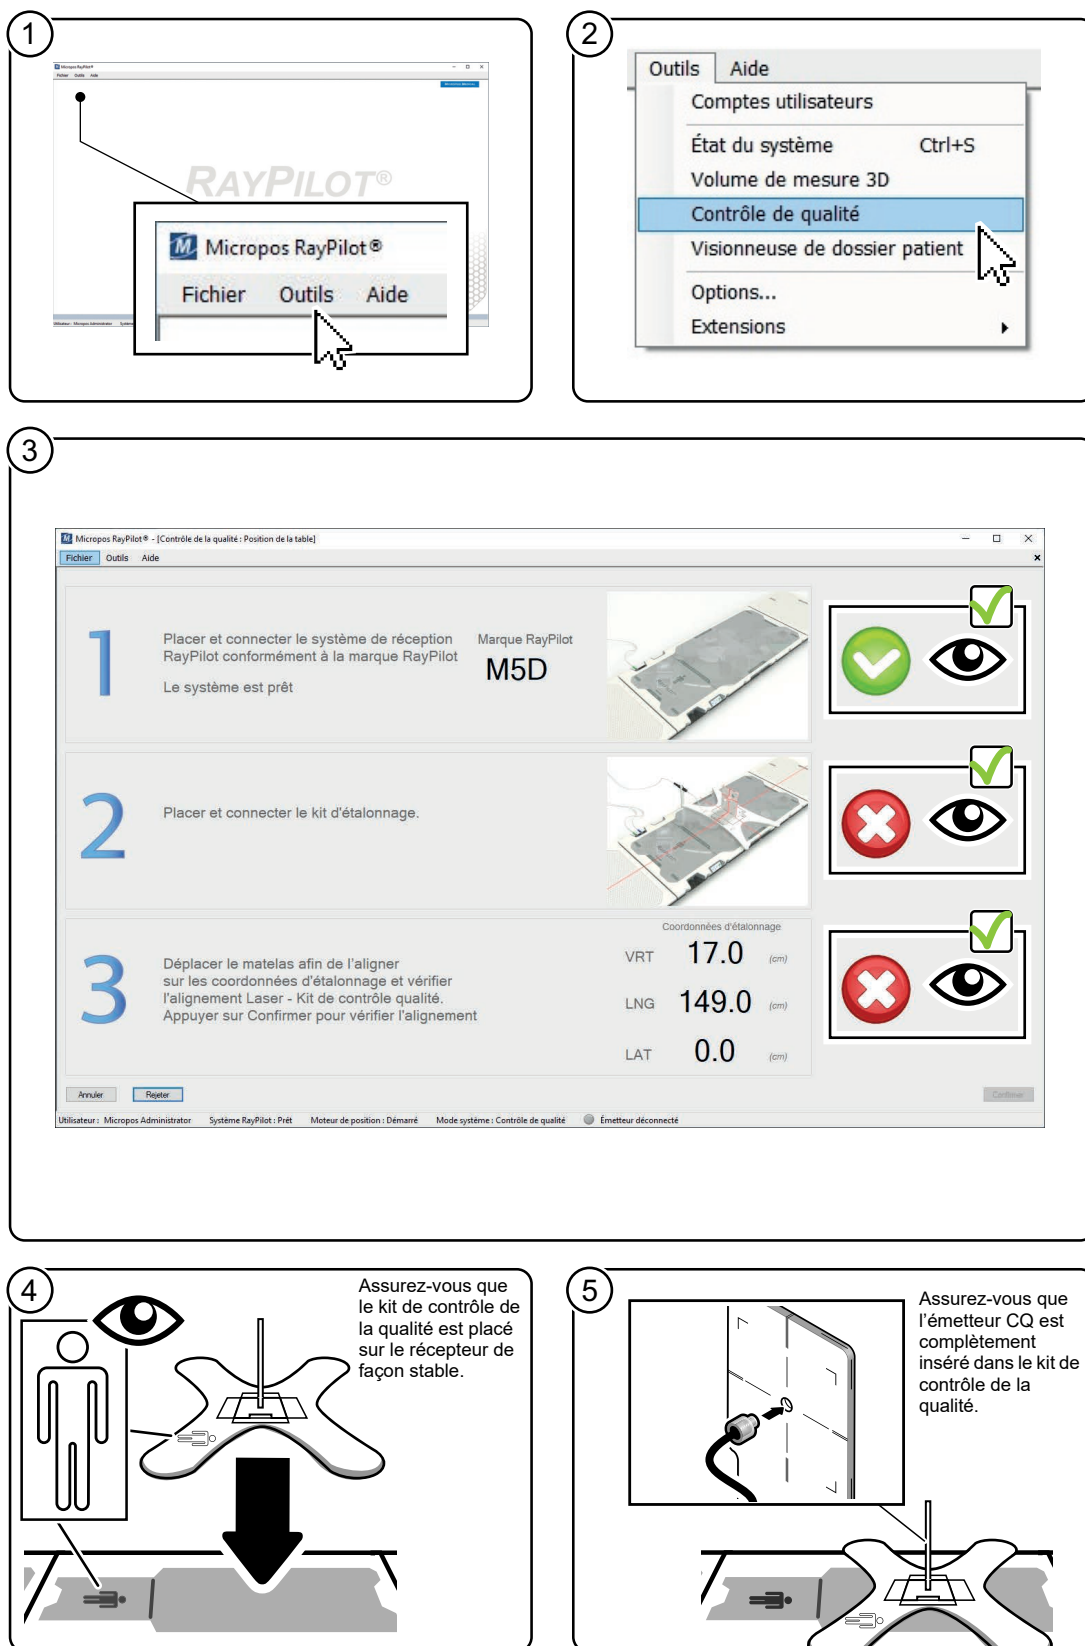 1
Micropos RayPilot®
Fichier Outils Aide
RAYPILOT®
Micropos RayPilot®
Fichier Outils Aide
Utilisateur : Micropos Administrator
2
Outils Aide
Comptes utilisateurs
État du système Ctrl+S
Volume de mesure 3D
Contrôle de qualité
Visionneuse de dossier patient
Options...
Extensions
3
Micropos RayPilot® - [Contrôle de la qualité : Position de la table]
Fichier Outils Aide
1
Placer et connecter le système de réception
RayPilot conformément à la marque RayPilot
Le système est prêt
Marque RayPilot
M5D
2
Placer et connecter le kit d'étalonnage.
3
Déplacer le matelas afin de l'aligner
sur les coordonnées d'étalonnage et vérifier
l'alignement Laser - Kit de contrôle qualité.
Appuyer sur Confirmer pour vérifier l'alignement
Coordonnées d'étalonnage
VRT 17.0 (cm)
LNG 149.0 (cm)
LAT 0.0 (cm)
Annuler Rejeter Confirmer
Utilisateur : Micropos Administrator Système RayPilot : Prêt Moteur de position : Démarré Mode système : Contrôle de qualité Émetteur déconnecté
4
Assurez-vous que
le kit de contrôle de
la qualité est placé
sur le récepteur de
façon stable.
5
Assurez-vous que
l'émetteur CQ est
complètement
inséré dans le kit de
contrôle de la
qualité.